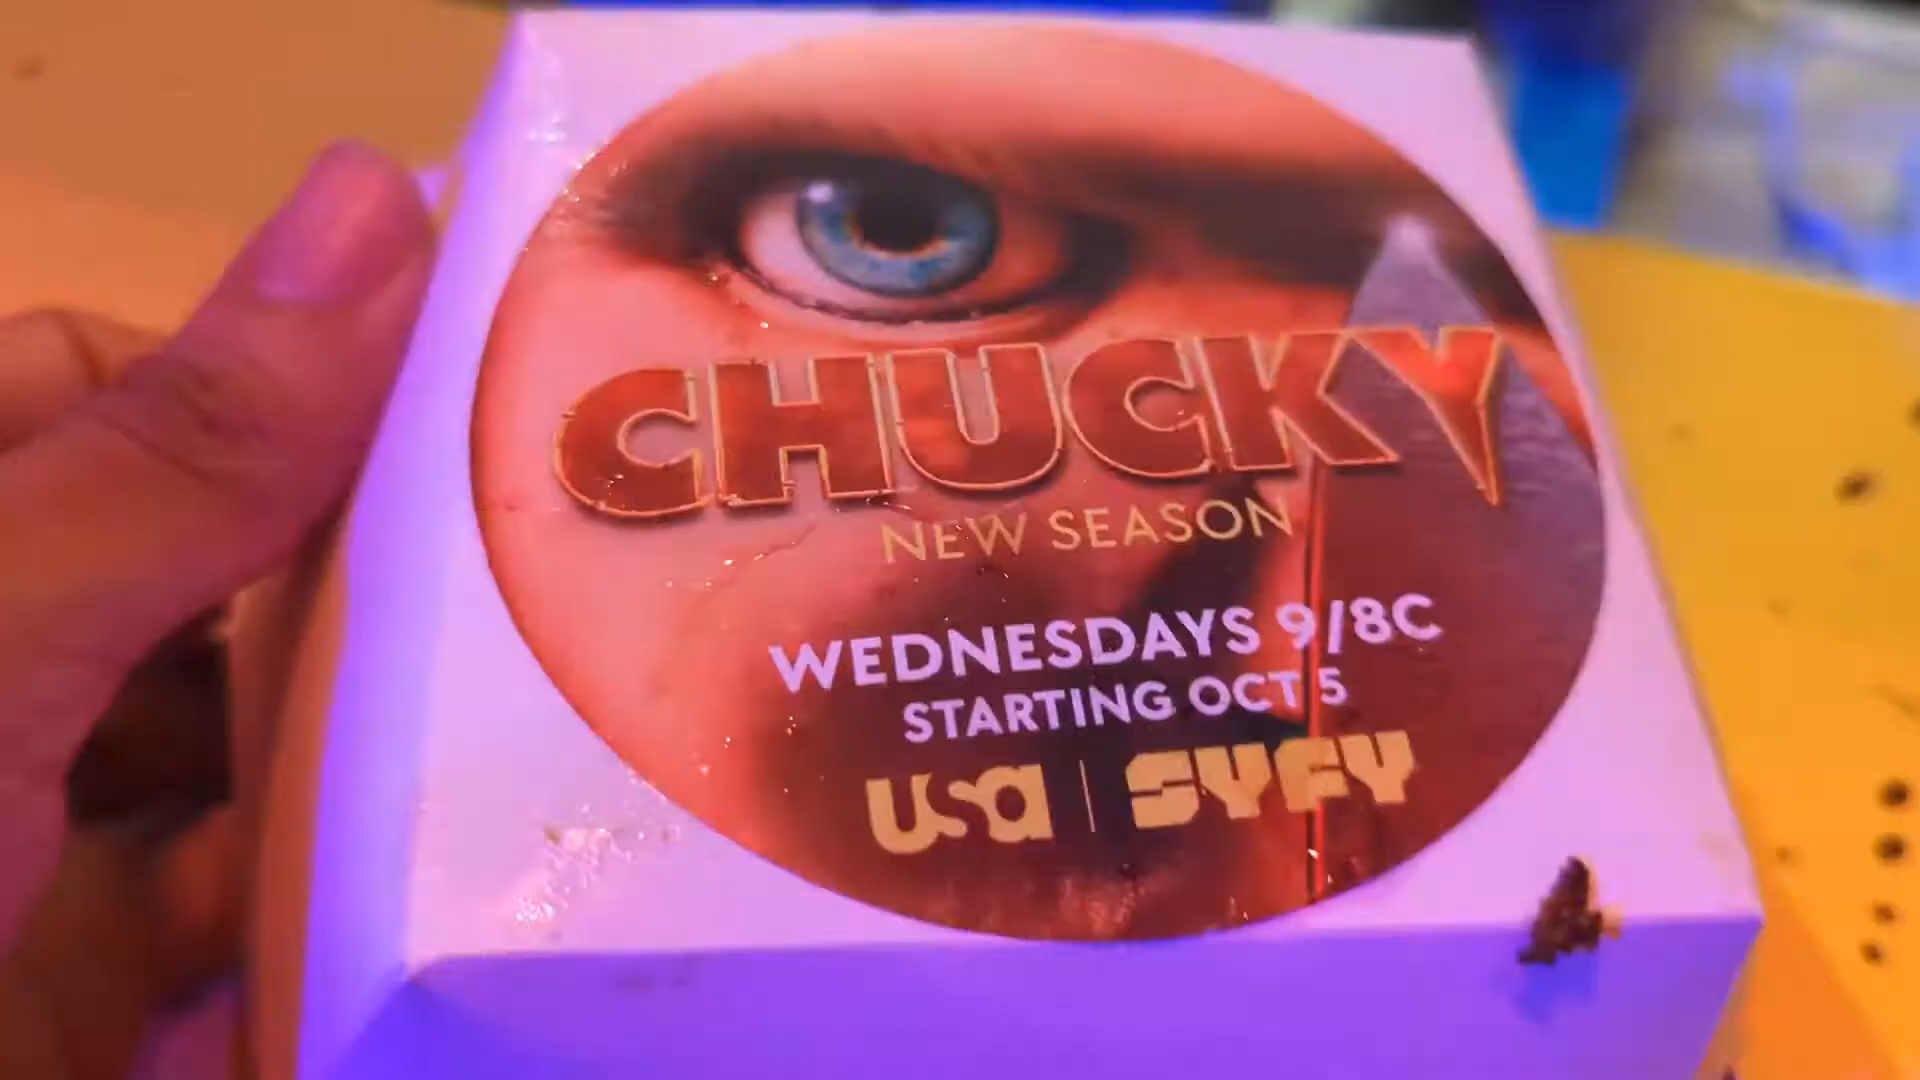 CHUCKY
NEW SEASON
WEDNESDAYS 9/8C
STARTING OCT 5
usa | SYFY